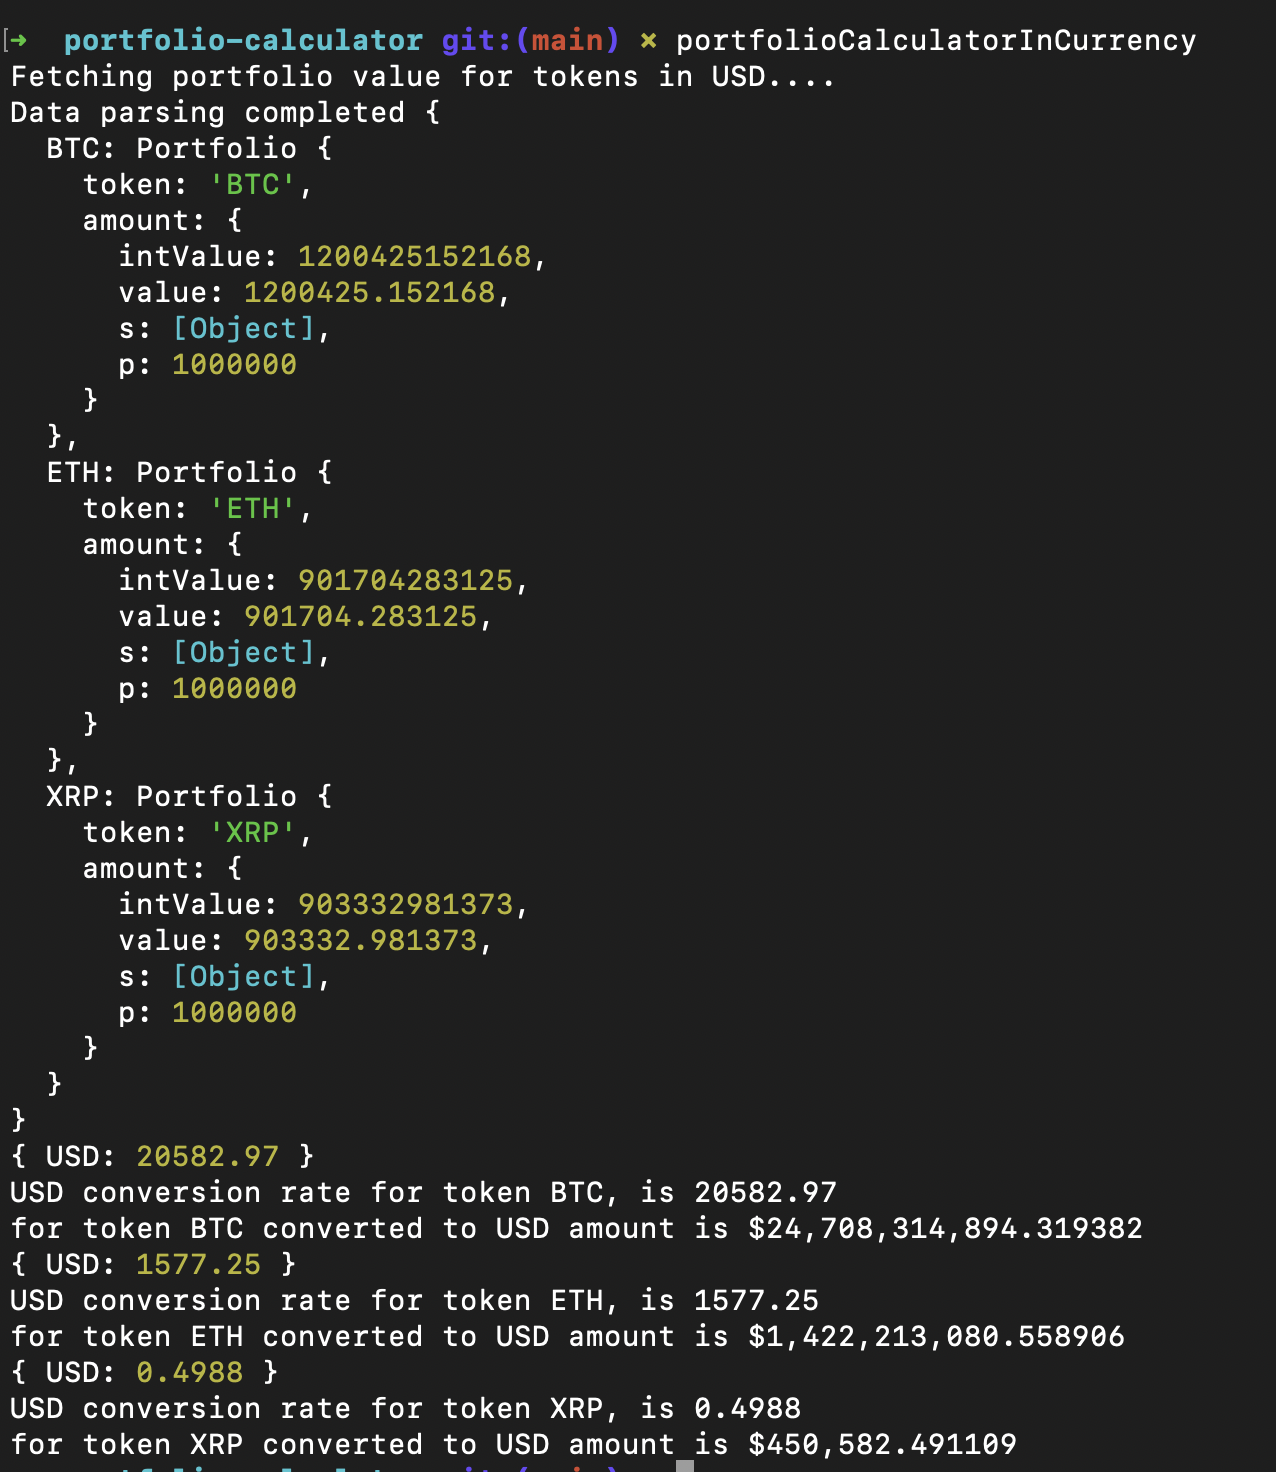 [➜  portfolio-calculator git:(main) ✗ portfolioCalculatorInCurrency
Fetching portfolio value for tokens in USD....
Data parsing completed {
  BTC: Portfolio {
    token: 'BTC',
    amount: {
      intValue: 1200425152168,
      value: 1200425.152168,
      s: [Object],
      p: 1000000
    }
  },
  ETH: Portfolio {
    token: 'ETH',
    amount: {
      intValue: 901704283125,
      value: 901704.283125,
      s: [Object],
      p: 1000000
    }
  },
  XRP: Portfolio {
    token: 'XRP',
    amount: {
      intValue: 903332981373,
      value: 903332.981373,
      s: [Object],
      p: 1000000
    }
  }
}
{ USD: 20582.97 }
USD conversion rate for token BTC, is 20582.97
for token BTC converted to USD amount is $24,708,314,894.319382
{ USD: 1577.25 }
USD conversion rate for token ETH, is 1577.25
for token ETH converted to USD amount is $1,422,213,080.558906
{ USD: 0.4988 }
USD conversion rate for token XRP, is 0.4988
for token XRP converted to USD amount is $450,582.491109